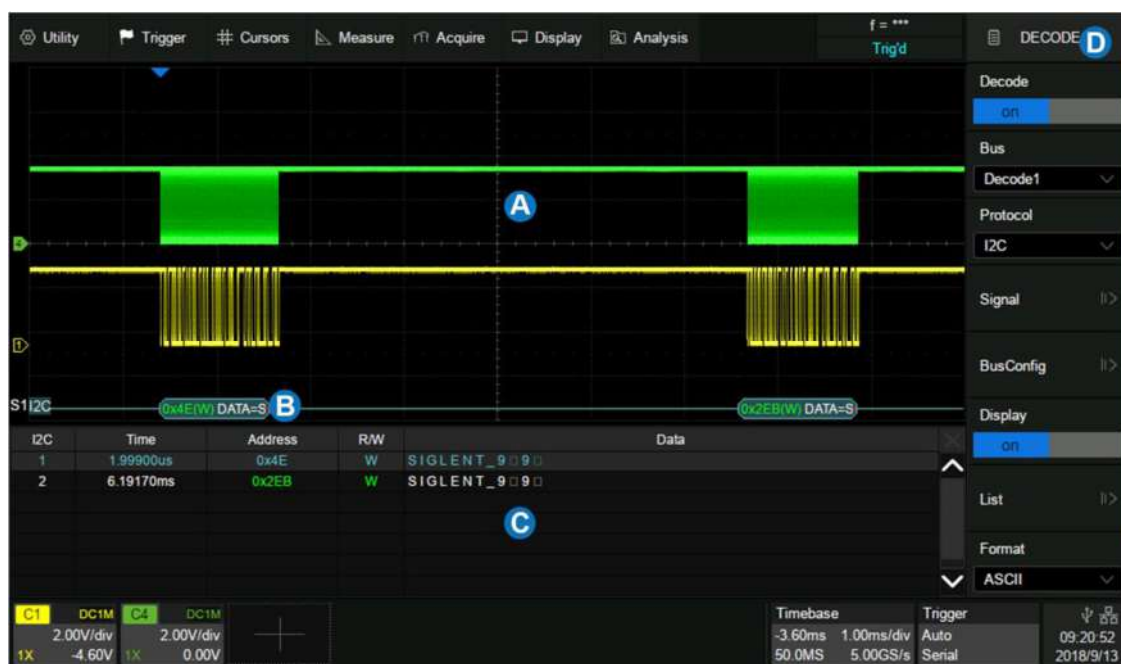 Utility Trigger Cursors Measure Acquire Display Analysis f = *** DECODE D
Trig'd
Decode
on
Bus
Decode1
Protocol
I2C
Signal
BusConfig
Display
on
List
Format
ASCII
A
4
1
S1 I2C 0x4E(W) DATA=S B 0x2EB(W) DATA=S
I2C Time Address R/W Data
1 1.99900us 0x4E W SIGLENT_9□9□
2 6.19170ms 0x2EB W SIGLENT_9□9□
C
C1 DC1M C4 DC1M Timebase Trigger
2.00V/div 2.00V/div -3.60ms 1.00ms/div Auto 09:20:52
1X -4.60V 1X 0.00V 50.0MS 5.00GS/s Serial 2018/9/13